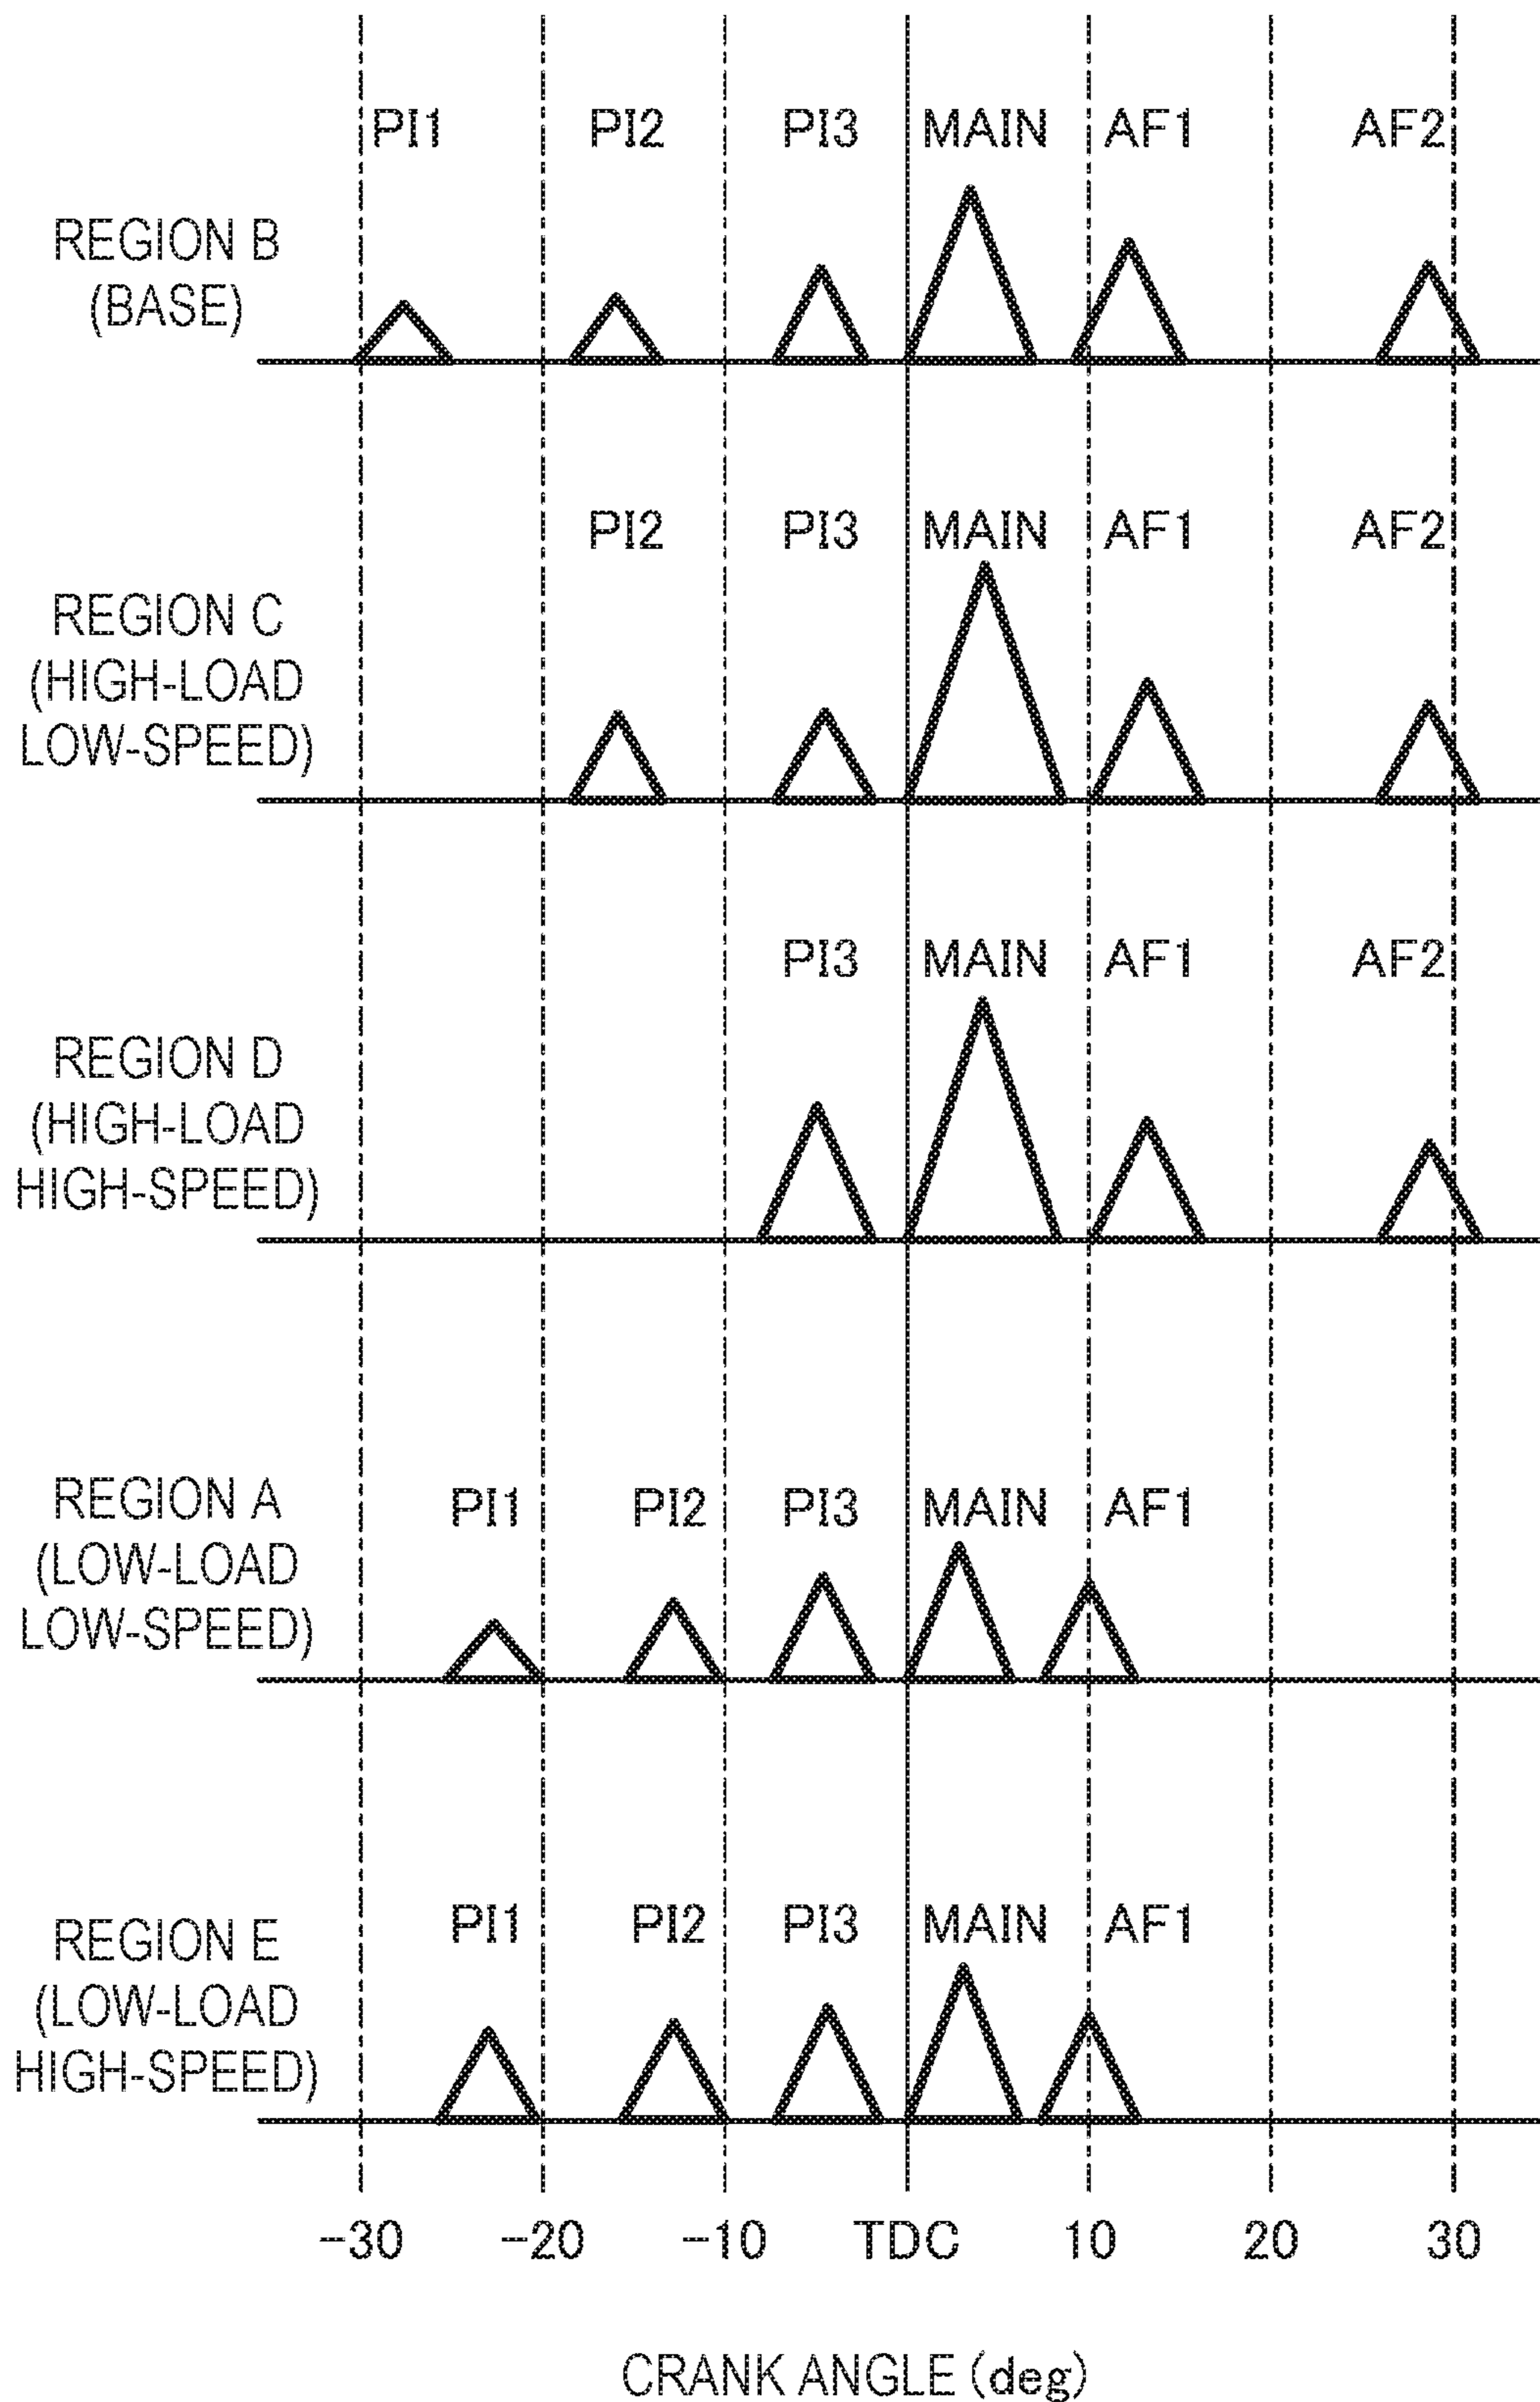 PI1 PI2 PI3 MAIN AF1 AF2
REGION B
(BASE)
PI2 PI3 MAIN AF1 AF2
REGION C
(HIGH-LOAD
LOW-SPEED)
PI3 MAIN AF1 AF2
REGION D
(HIGH-LOAD
HIGH-SPEED)
PI1 PI2 PI3 MAIN AF1
REGION A
(LOW-LOAD
LOW-SPEED)
PI1 PI2 PI3 MAIN AF1
REGION E
(LOW-LOAD
HIGH-SPEED)
-30 -20 -10 TDC 10 20 30
CRANK ANGLE (deg)